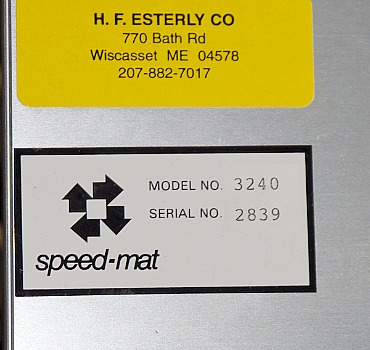 H. F. ESTERLY CO
770 Bath Rd
Wiscasset ME 04578
207-882-7017
MODEL NO. 3240
SERIAL NO. 2839
speed-mat